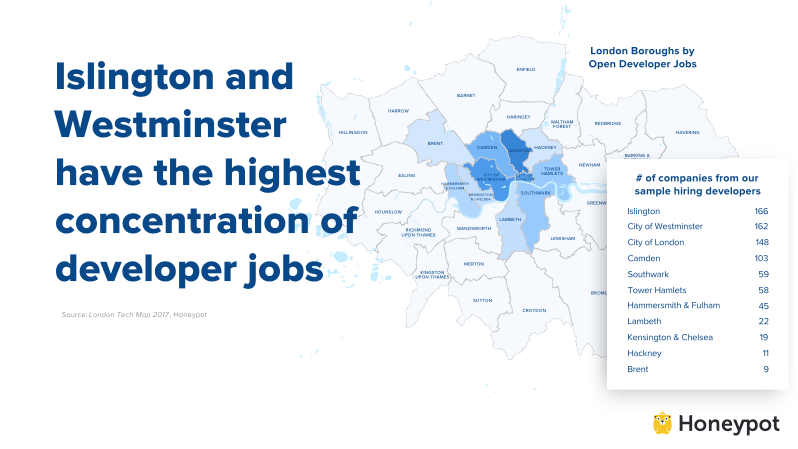 Islington and
Westminster
have the highest
concentration of
developer jobs
Source: London Tech Map 2017, Honeypot
London Boroughs by
Open Developer Jobs
ENFIELD
BARNET
HARROW
HARINGEY
WALTHAM
FOREST
REDBRIDGE
HAVERING
HILLINGDON
BRENT
CAMDEN
ISLINGTON
HACKNEY
BARKING &
NEWHAM
EALING
CITY OF
WESTMINSTER
CITY OF
LONDON
TOWER
HAMLETS
HAMMERSMITH
& FULHAM
KENSINGTON
& CHELSEA
SOUTHWARK
GREENW
HOUNSLOW
LAMBETH
RICHMOND
UPON THAMES
WANDSWORTH
LEWISHAM
MERTON
KINGSTON
UPON THAMES
BROML
SUTTON
CROYDON
# of companies from our
sample hiring developers
Islington 166
City of Westminster 162
City of London 148
Camden 103
Southwark 59
Tower Hamlets 58
Hammersmith & Fulham 45
Lambeth 22
Kensington & Chelsea 19
Hackney 11
Brent 9
Honeypot